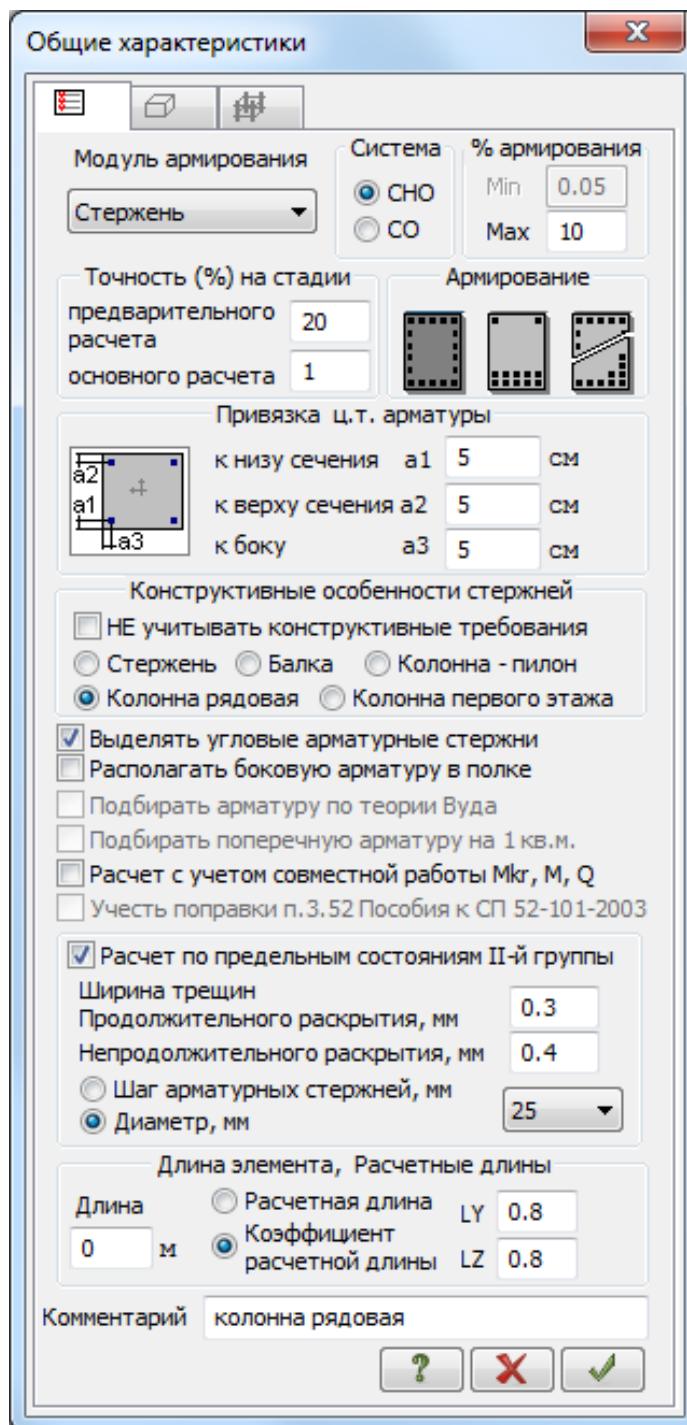 Общие характеристики
Модуль армирования
Стержень
Система
СНО
СО
% армирования
Min 0.05
Max 10
Точность (%) на стадии
предварительного расчета 20
основного расчета 1
Армирование
Привязка ц.т. арматуры
a2
a1
a3
к низу сечения a1 5 см
к верху сечения a2 5 см
к боку a3 5 см
Конструктивные особенности стержней
НЕ учитывать конструктивные требования
Стержень Балка Колонна - пилон
Колонна рядовая Колонна первого этажа
Выделять угловые арматурные стержни
Располагать боковую арматуру в полке
Подбирать арматуру по теории Вуда
Подбирать поперечную арматуру на 1 кв.м.
Расчет с учетом совместной работы Mkr, M, Q
Учесть поправки п.3.52 Пособия к СП 52-101-2003
Расчет по предельным состояниям II-й группы
Ширина трещин
Продолжительного раскрытия, мм 0.3
Непродолжительного раскрытия, мм 0.4
Шаг арматурных стержней, мм
Диаметр, мм
25
Длина элемента, Расчетные длины
Длина
0 м
Расчетная длина
Коэффициент
расчетной длины
LY 0.8
LZ 0.8
Комментарий колонна рядовая
?